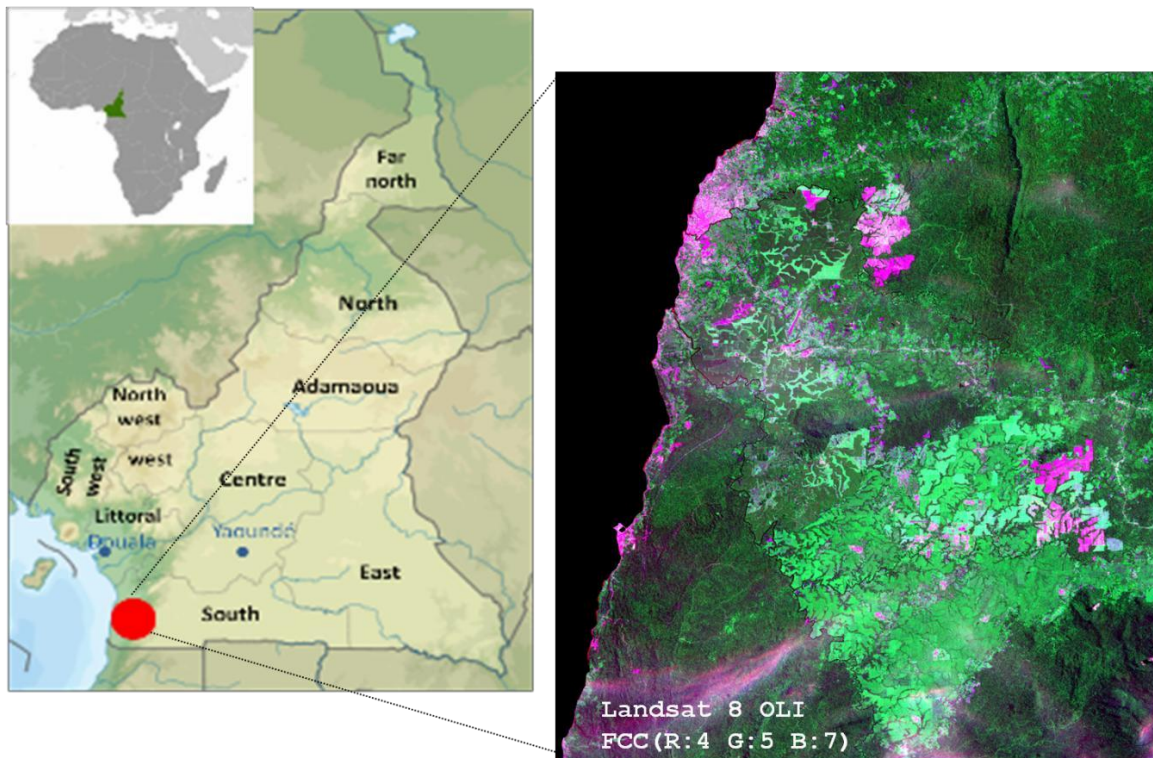 Far
north
North
Adamaoua
North
west
west
South
west
Centre
Littoral
Douala
Yaoundé
East
South
Landsat 8 OLI
FCC(R:4 G:5 B:7)